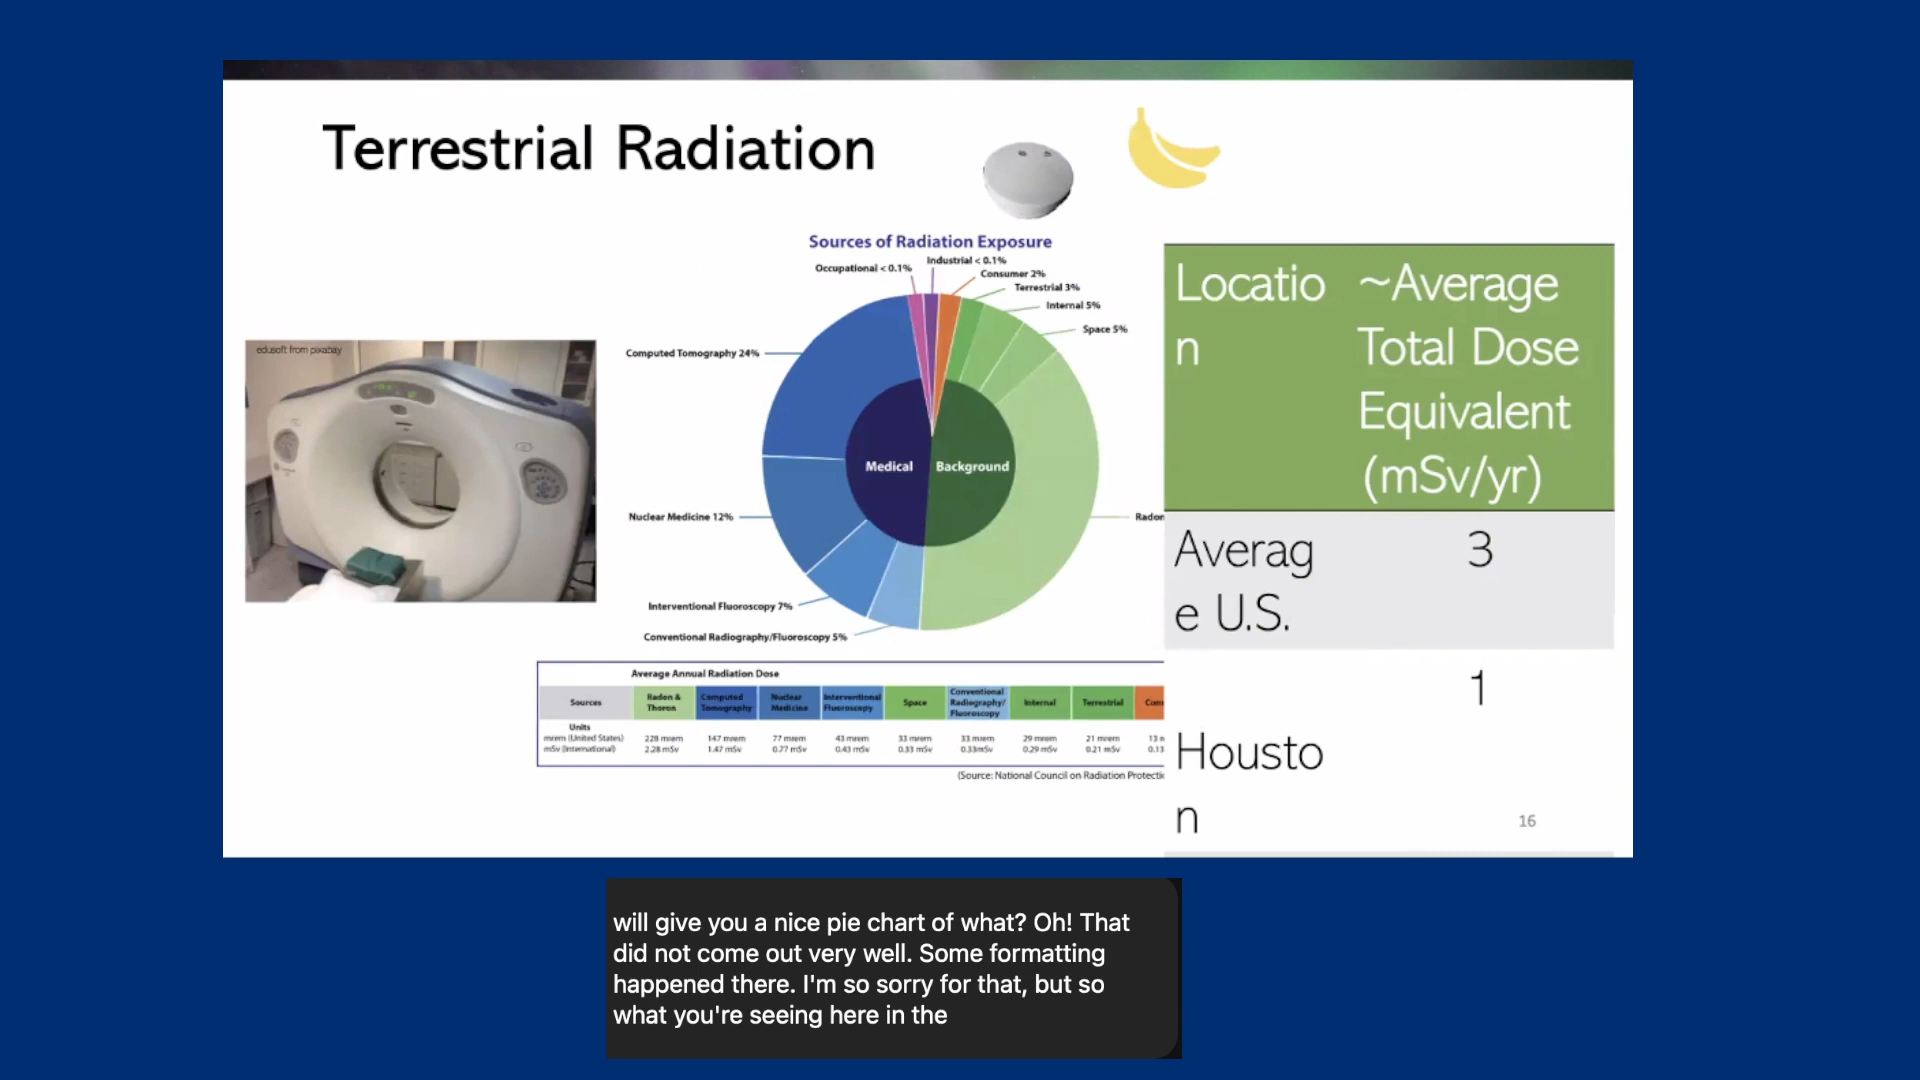 Terrestrial Radiation
edusoft from pixabay
Sources of Radiation Exposure
Industrial < 0.1%
Occupational < 0.1%
Consumer 2%
Terrestrial 3%
Internal 5%
Space 5%
Computed Tomography 24%
Medical
Background
Nuclear Medicine 12%
Radon
Interventional Fluoroscopy 7%
Conventional Radiography/Fluoroscopy 5%
Average Annual Radiation Dose
Sources
Radon &
Thoron
Computed
Tomography
Nuclear
Medicine
Interventional
Fluoroscopy
Space
Conventional
Radiography/
Fluoroscopy
Internal
Terrestrial
Units
mrem (United States)
mSv (International)
228 mrem
2.28 mSv
147 mrem
1.47 mSv
77 mrem
0.77 mSv
43 mrem
0.43 mSv
33 mrem
0.33 mSv
33 mrem
0.33mSv
29 mrem
0.29 mSv
21 mrem
0.21 mSv
13
0.13
(Source: National Council on Radiation
Locatio
n
~Average
Total Dose
Equivalent
(mSv/yr)
Averag
e U.S.
3
Housto
n
1
16
will give you a nice pie chart of what? Oh! That
did not come out very well. Some formatting
happened there. I'm so sorry for that, but so
what you're seeing here in the